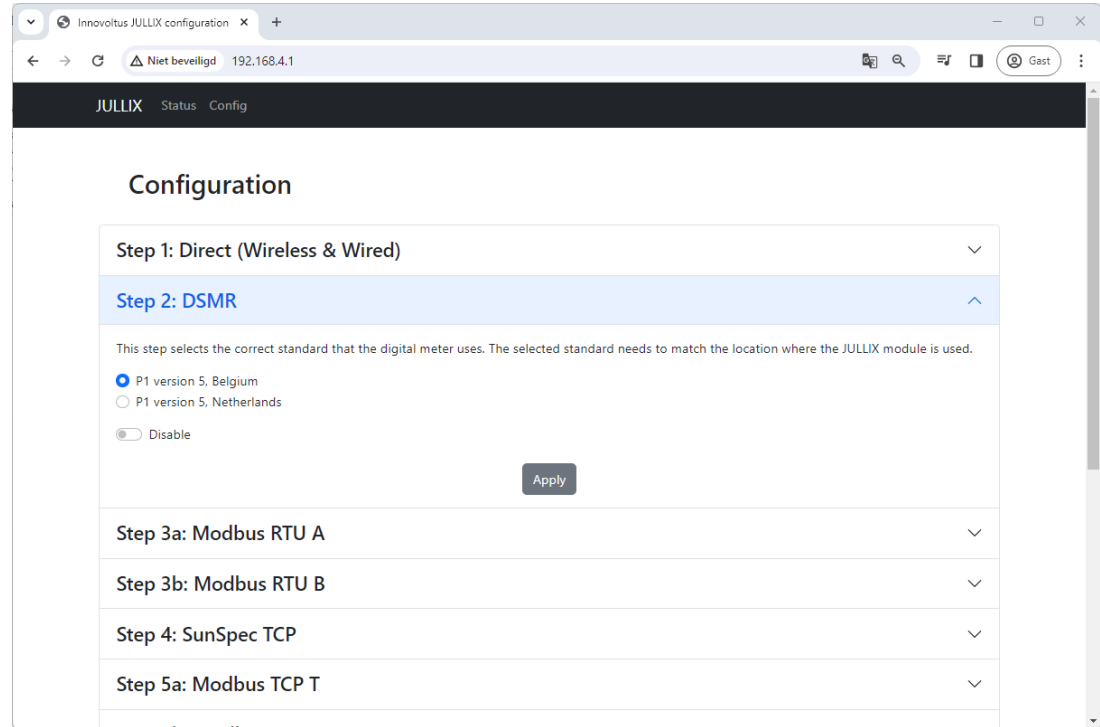 Innovoltus JULLIX configuration
Niet beveiligd 192.168.4.1
Gast
JULLIX Status Config
Configuration
Step 1: Direct (Wireless & Wired)
Step 2: DSMR
This step selects the correct standard that the digital meter uses. The selected standard needs to match the location where the JULLIX module is used.
P1 version 5, Belgium
P1 version 5, Netherlands
Disable
Apply
Step 3a: Modbus RTU A
Step 3b: Modbus RTU B
Step 4: SunSpec TCP
Step 5a: Modbus TCP T